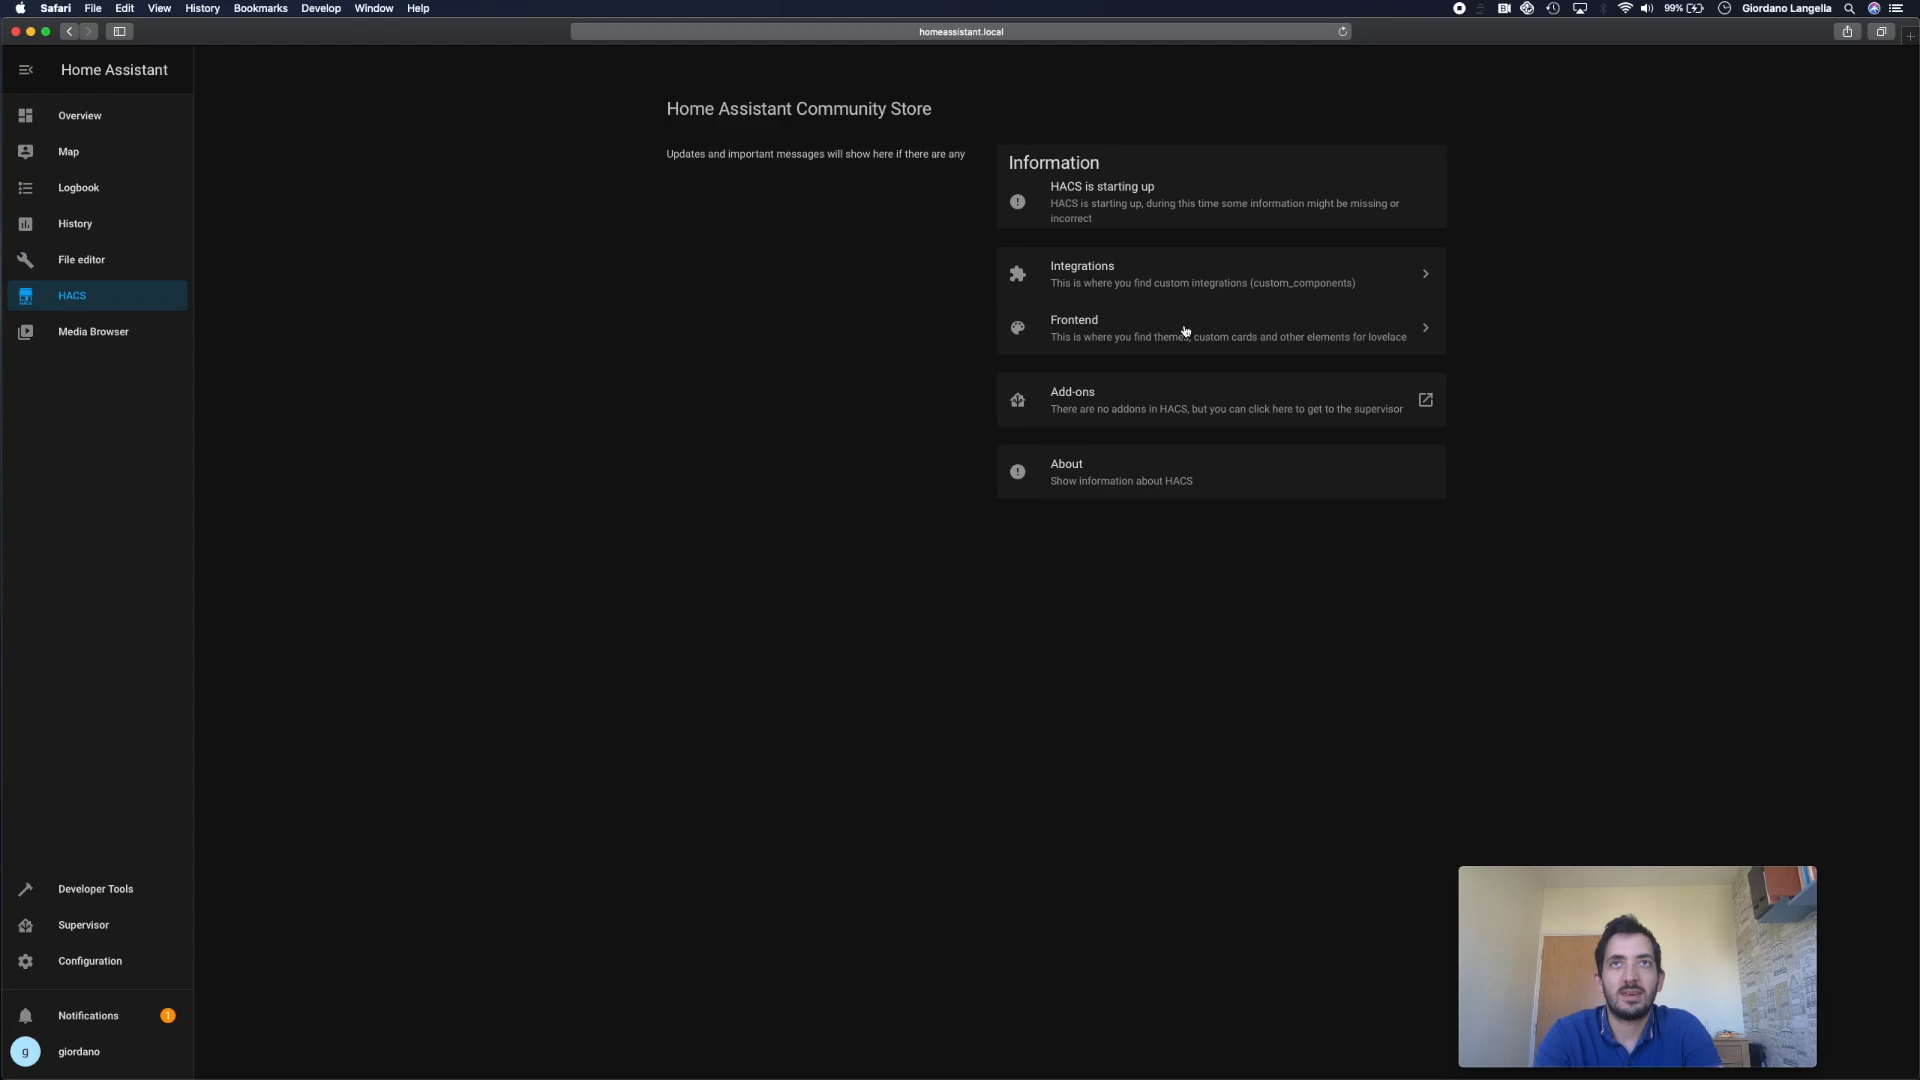 Safari File Edit View History Bookmarks Develop Window Help
99% Giordano Langella
homeassistant.local
Home Assistant
Overview
Map
Logbook
History
File editor
HACS
Media Browser
Developer Tools
Supervisor
Configuration
Notifications 1
g giordano
Home Assistant Community Store
Updates and important messages will show here if there are any
Information
HACS is starting up
HACS is starting up, during this time some information might be missing or
incorrect
Integrations
This is where you find custom integrations (custom_components)
Frontend
This is where you find themes, custom cards and other elements for lovelace
Add-ons
There are no addons in HACS, but you can click here to get to the supervisor
About
Show information about HACS